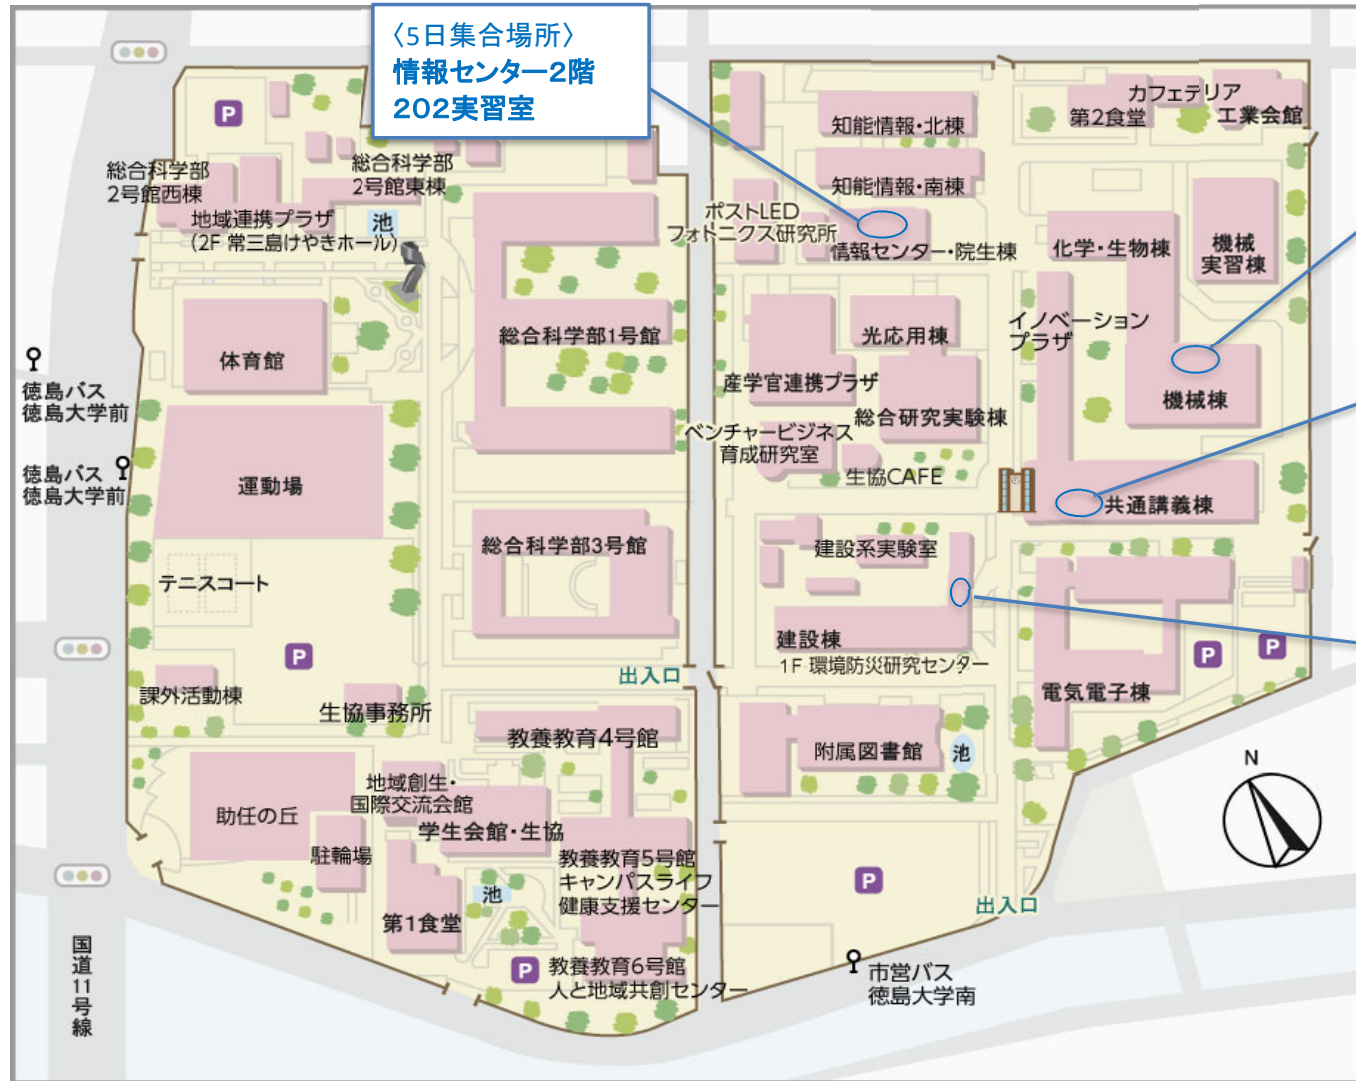 〈5日集合場所〉
情報センター2階
202実習室
P
総合科学部
2号館西棟
総合科学部
2号館東棟
地域連携プラザ
(2F 常三島けやきホール)
池
知能情報・北棟
知能情報・南棟
カフェテリア
第2食堂
工業会館
ポストLED
フォトニクス研究所
情報センター・院生棟
化学・生物棟
機械
実習棟
体育館
総合科学部1号館
光応用棟
イノベーション
プラザ
産学官連携プラザ
総合研究実験棟
機械棟
徳島バス
徳島大学前
徳島バス
徳島大学前
ベンチャービジネス
育成研究室
生協CAFE
運動場
共通講義棟
総合科学部3号館
建設系実験室
テニスコート
P
建設棟
1F 環境防災研究センター
P
P
出入口
課外活動棟
生協事務所
電気電子棟
教養教育4号館
附属図書館
池
N
地域創生・
国際交流会館
助任の丘
学生会館・生協
駐輪場
教養教育5号館
キャンパスライフ
健康支援センター
P
池
第1食堂
出入口
P
教養教育6号館
人と地域共創センター
市営バス
徳島大学南
国道11号線